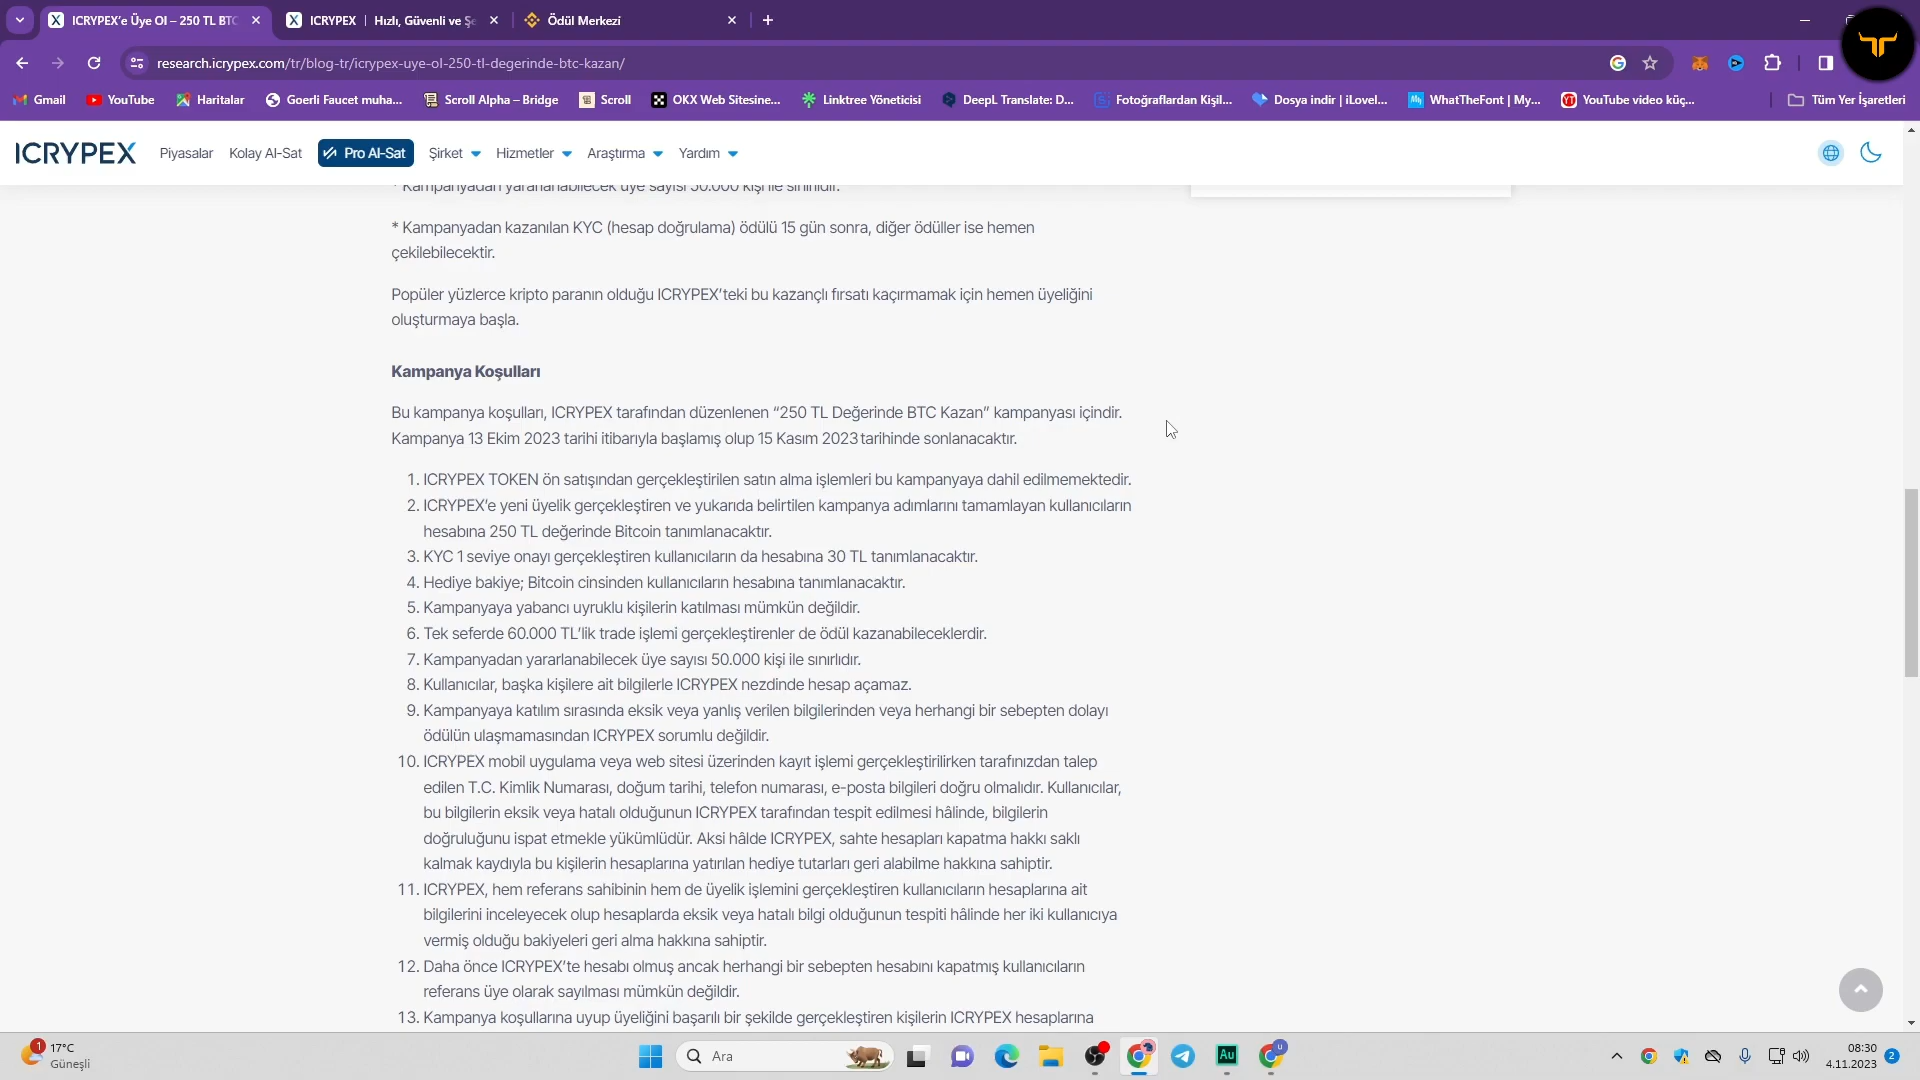 ICRYPEX'e Üye Ol – 250 TL BTC
ICRYPEX | Hızlı, Güvenli ve Şe
Ödül Merkezi
research.icrypex.com/tr/blog-tr/icrypex-uye-ol-250-tl-degerinde-btc-kazan/
Gmail
YouTube
Haritalar
Goerli Faucet muha...
Scroll Alpha – Bridge
Scroll
OKX Web Sitesine...
Linktree Yöneticisi
DeepL Translate: D...
Fotoğraflardan Kişil...
Dosya indir | iLovel...
WhatTheFont | My...
YouTube video küç...
Tüm Yer İşaretleri
ICRYPEX
Piyasalar
Kolay Al-Sat
Pro Al-Sat
Şirket
Hizmetler
Araştırma
Yardım
* Kampanyadan yararlanabilecek üye sayısı 50.000 kişi ile sınırlıdır.
* Kampanyadan kazanılan KYC (hesap doğrulama) ödülü 15 gün sonra, diğer ödüller ise hemen
çekilebilecektir.
Popüler yüzlerce kripto paranın olduğu ICRYPEX'teki bu kazançlı fırsatı kaçırmamak için hemen üyeliğini
oluşturmaya başla.
Kampanya Koşulları
Bu kampanya koşulları, ICRYPEX tarafından düzenlenen “250 TL Değerinde BTC Kazan” kampanyası içindir.
Kampanya 13 Ekim 2023 tarihi itibarıyla başlamış olup 15 Kasım 2023 tarihinde sonlanacaktır.
1. ICRYPEX TOKEN ön satışından gerçekleştirilen satın alma işlemleri bu kampanyaya dahil edilmemektedir.
2. ICRYPEX'e yeni üyelik gerçekleştiren ve yukarıda belirtilen kampanya adımlarını tamamlayan kullanıcıların
hesabına 250 TL değerinde Bitcoin tanımlanacaktır.
3. KYC 1 seviye onayı gerçekleştiren kullanıcıların da hesabına 30 TL tanımlanacaktır.
4. Hediye bakiye; Bitcoin cinsinden kullanıcıların hesabına tanımlanacaktır.
5. Kampanyaya yabancı uyruklu kişilerin katılması mümkün değildir.
6. Tek seferde 60.000 TL'lik trade işlemi gerçekleştirenler de ödül kazanabileceklerdir.
7. Kampanyadan yararlanabilecek üye sayısı 50.000 kişi ile sınırlıdır.
8. Kullanıcılar, başka kişilere ait bilgilerle ICRYPEX nezdinde hesap açamaz.
9. Kampanyaya katılım sırasında eksik veya yanlış verilen bilgilerinden veya herhangi bir sebepten dolayı
ödülün ulaşmamasından ICRYPEX sorumlu değildir.
10. ICRYPEX mobil uygulama veya web sitesi üzerinden kayıt işlemi gerçekleştirilirken tarafınızdan talep
edilen T.C. Kimlik Numarası, doğum tarihi, telefon numarası, e-posta bilgileri doğru olmalıdır. Kullanıcılar,
bu bilgilerin eksik veya hatalı olduğunun ICRYPEX tarafından tespit edilmesi hâlinde, bilgilerin
doğruluğunu ispat etmekle yükümlüdür. Aksi hâlde ICRYPEX, sahte hesapları kapatma hakkı saklı
kalmak kaydıyla bu kişilerin hesaplarına yatırılan hediye tutarları geri alabilme hakkına sahiptir.
11. ICRYPEX, hem referans sahibinin hem de üyelik işlemini gerçekleştiren kullanıcıların hesaplarına ait
bilgilerini inceleyecek olup hesaplarda eksik veya hatalı bilgi olduğunun tespiti hâlinde her iki kullanıcıya
vermiş olduğu bakiyeleri geri alma hakkına sahiptir.
12. Daha önce ICRYPEX'te hesabı olmuş ancak herhangi bir sebepten hesabını kapatmış kullanıcıların
referans üye olarak sayılması mümkün değildir.
13. Kampanya koşullarına uyup üyeliğini başarılı bir şekilde gerçekleştiren kişilerin ICRYPEX hesaplarına
1
17°C
Güneşli
Ara
Au
u
08:30
4.11.2023
2